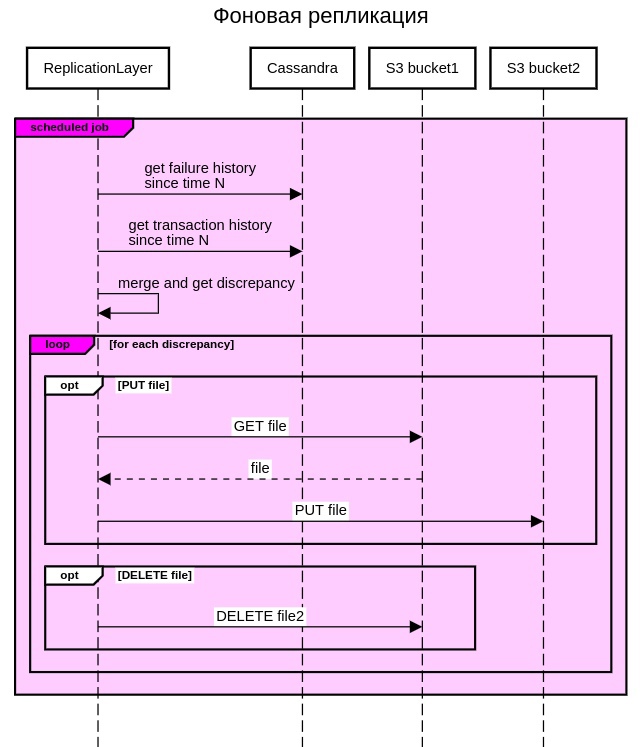 Фоновая репликация
ReplicationLayer
Cassandra
S3 bucket1
S3 bucket2
scheduled job
get failure history
since time N
get transaction history
since time N
merge and get discrepancy
loop
[for each discrepancy]
opt
[PUT file]
GET file
file
PUT file
opt
[DELETE file]
DELETE file2